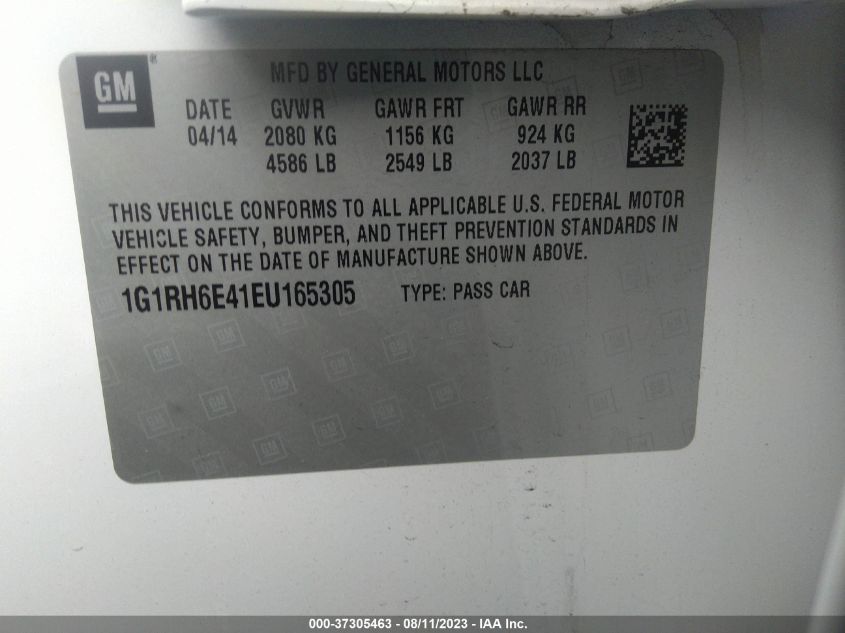 GM®
MFD BY GENERAL MOTORS LLC
DATE GVWR GAWR FRT GAWR RR
04/14 2080 KG 1156 KG 924 KG
4586 LB 2549 LB 2037 LB
THIS VEHICLE CONFORMS TO ALL APPLICABLE U.S. FEDERAL MOTOR
VEHICLE SAFETY, BUMPER, AND THEFT PREVENTION STANDARDS IN
EFFECT ON THE DATE OF MANUFACTURE SHOWN ABOVE.
1G1RH6E41EU165305 TYPE: PASS CAR
000-37305463 - 08/11/2023 - IAA Inc.